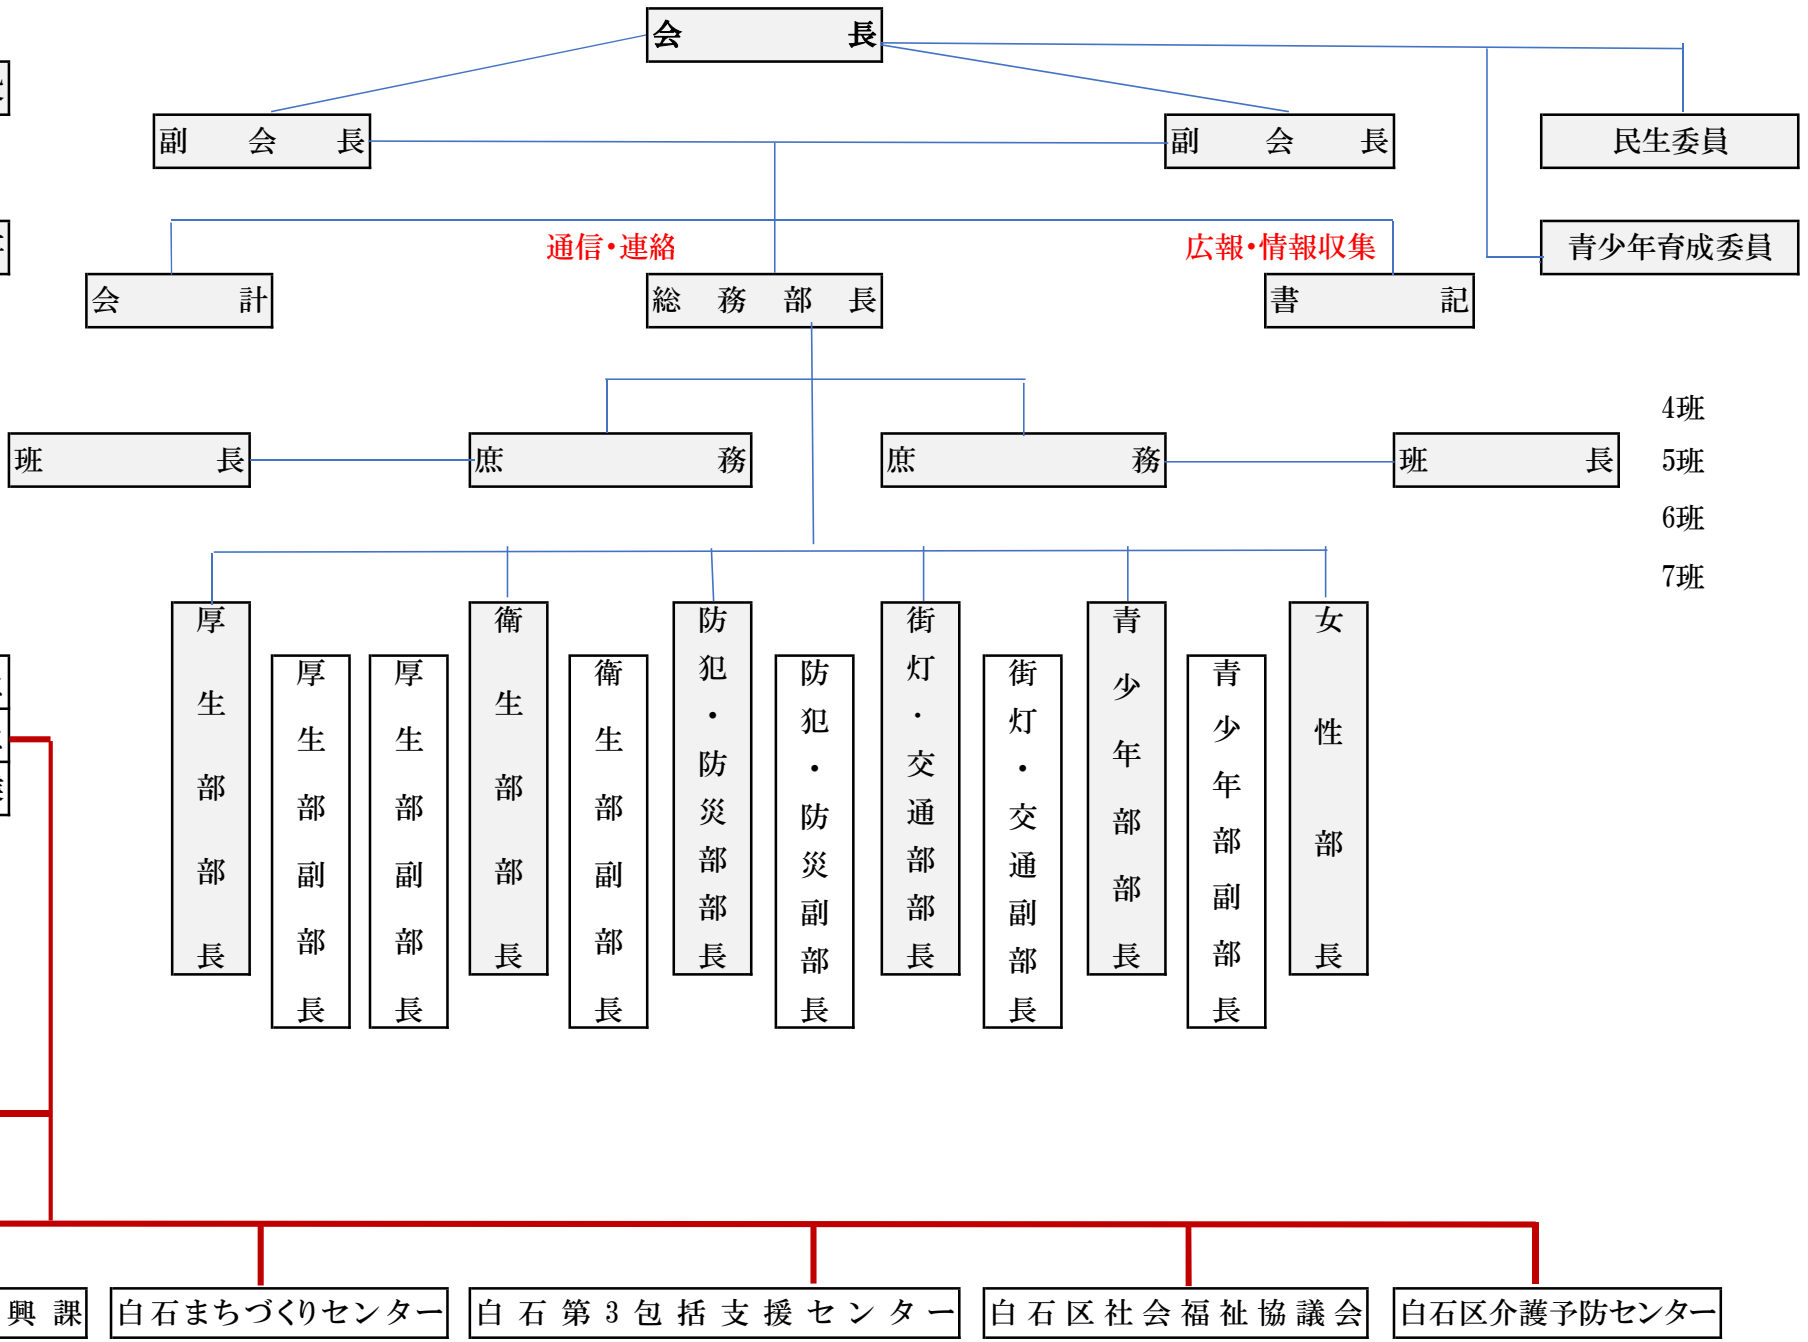 会長
副会長
副会長
民生委員
通信・連絡
広報・情報収集
青少年育成委員
会計
総務部長
書記
4班
班長
庶務
庶務
班長
5班
6班
7班
厚生部長
厚生部副部長
厚生部副部長
衛生部部長
衛生部副部長
防犯・防災部部長
防犯・防災副部長
街灯・交通部部長
街灯・交通副部長
青少年部部長
青少年部副部長
女性部長
興課
白石まちづくりセンター
白石第3包括支援センター
白石区社会福祉協議会
白石区介護予防センター